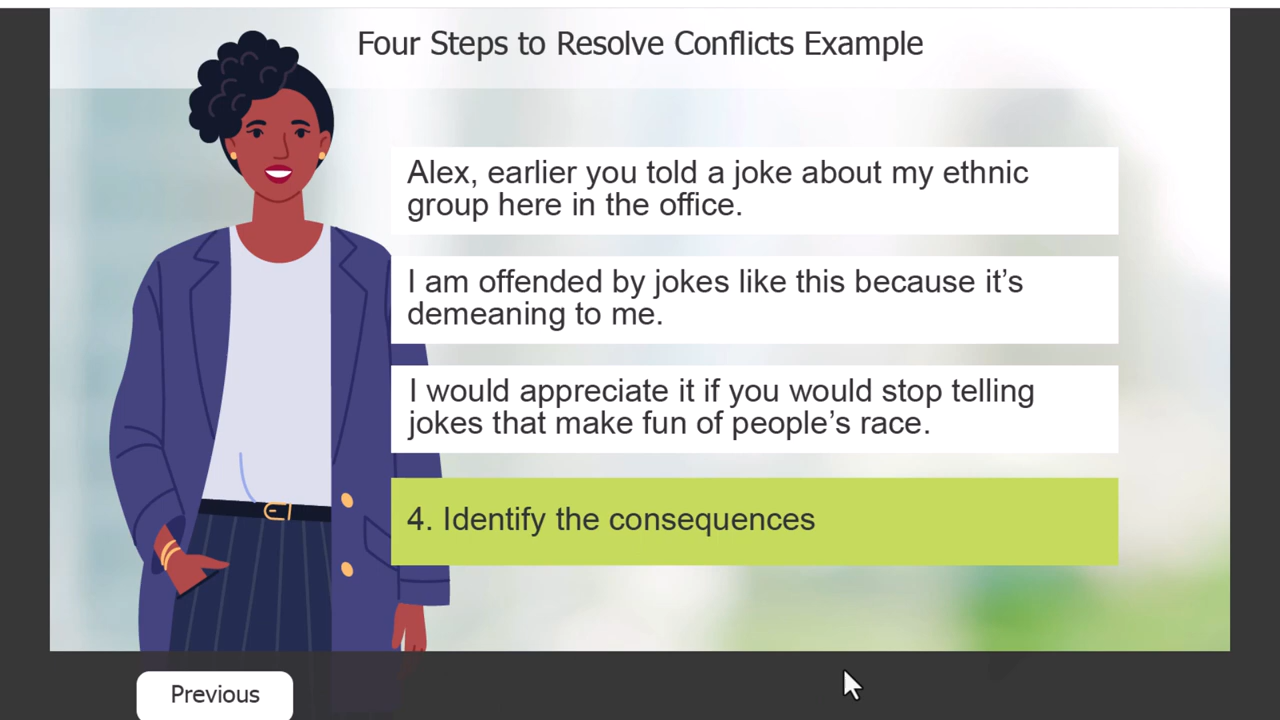 Four Steps to Resolve Conflicts Example
Alex, earlier you told a joke about my ethnic
group here in the office.
I am offended by jokes like this because it’s
demeaning to me.
I would appreciate it if you would stop telling
jokes that make fun of people’s race.
4. Identify the consequences
Previous